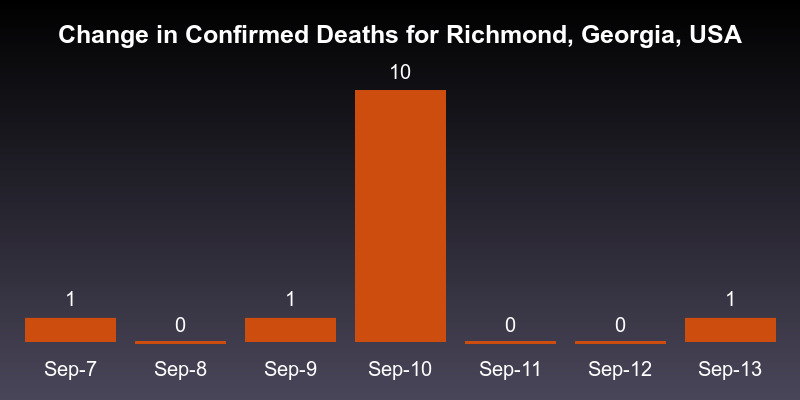 Change in Confirmed Deaths for Richmond, Georgia, USA
10
1
0
1
0
0
1
Sep-7
Sep-8
Sep-9
Sep-10
Sep-11
Sep-12
Sep-13